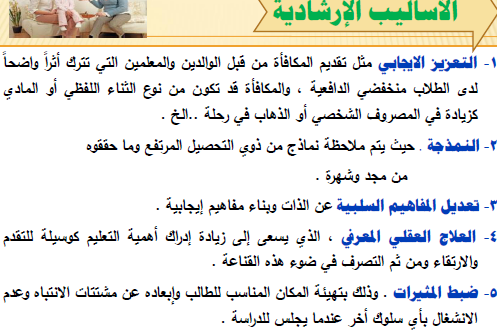 الأساليب الإرشادية
١- التعزيز الايجابي مثل تقديم المكافأة من قبل الوالدين والمعلمين التي تترك أثراً واضحاً
لدى الطلاب منخفضي الدافعية ، والمكافأة قد تكون من نوع الثناء اللفظي أو المادي
كزيادة في المصروف الشخصي أو الذهاب في رحلة ..الخ .
٢- النمذجة . حيث يتم ملاحظة نماذج من ذوي التحصيل المرتفع وما حققوه
من مجد وشهرة .
٣- تعديل المفاهيم السلبية عن الذات وبناء مفاهيم إيجابية .
٤- العلاج العقلي المعرفي ، الذي يسعى إلى زيادة إدراك أهمية التعليم كوسيلة للتقدم
والارتقاء ومن ثم التصرف في ضوء هذه القناعة .
٥- ضبط المثيرات . وذلك بتهيئة المكان المناسب للطالب وإبعاده عن مشتتات الانتباه وعدم
الانشغال بأي سلوك أخر عندما يجلس للدراسة .